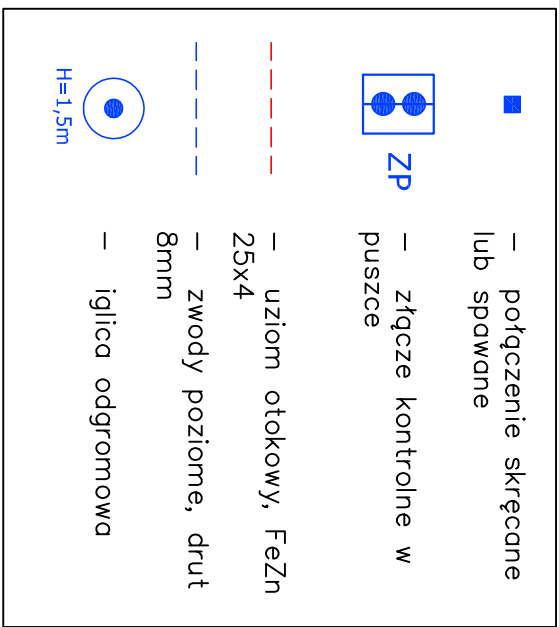 – połączenie skręcane
lub spawane
ZP
– złącze kontrolne w
puszce
– uziom otokowy, FeZn
25x4
– zwody poziome, drut
8mm
H=1,5m
– iglica odgromowa